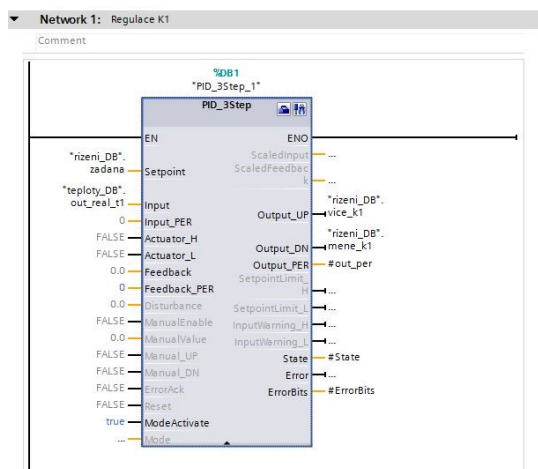 Network 1: Regulace K1
Comment
%DB1
"PID_3Step_1"
PID_3Step
EN
ENO
"rizeni_DB".
zadana
Setpoint
ScaledInput
...
ScaledFeedbac
k
...
"teploty_DB".
out_real_t1
Input
"rizeni_DB".
Output_UP
vice_k1
0
Input_PER
"rizeni_DB".
FALSE
Actuator_H
Output_DN
mene_k1
FALSE
Actuator_L
Output_PER
#out_per
0.0
Feedback
SetpointLimit_
H
...
0
Feedback_PER
0.0
Disturbance
SetpointLimit_L
...
FALSE
ManualEnable
InputWarning_H
...
0.0
ManualValue
InputWarning_L
...
FALSE
Manual_UP
State
#State
FALSE
Manual_DN
Error
...
FALSE
ErrorAck
ErrorBits
#ErrorBits
FALSE
Reset
true
ModeActivate
...
Mode